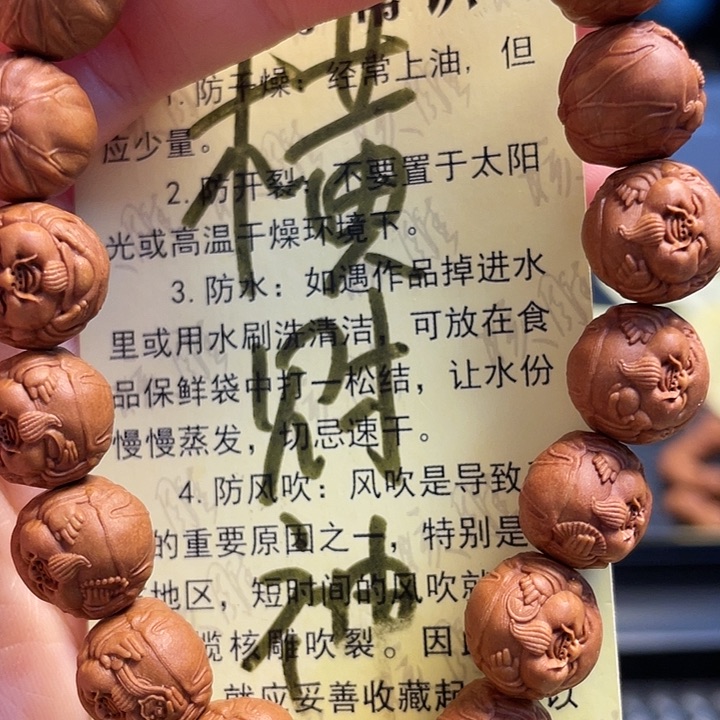 1. 防干燥：经常上油，但
应少量。
2. 防开裂：不要置于太阳
光或高温干燥环境下。
3. 防水：如遇作品掉进水
里或用水刷洗清洁，可放在食
品保鲜袋中打一松结，让水份
慢慢蒸发，切忌速干。
4. 防风吹：风吹是导致
的重要原因之一，特别是
地区，短时间的风吹就
榄核雕吹裂。因
就应妥善收藏起 以
横
财
神